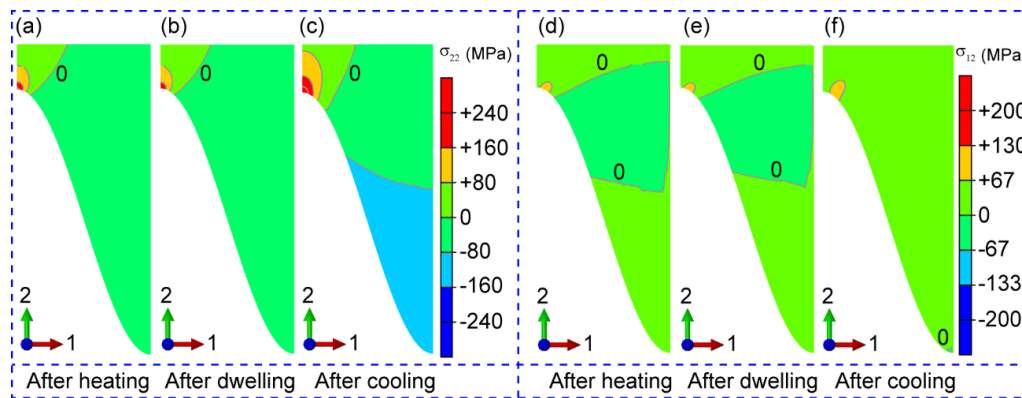 (a)
(b)
(c)
σ22 (MPa)
0
0
0
+240
+160
+80
0
-80
-160
-240
2
1
2
1
2
1
After heating
After dwelling
After cooling
(d)
(e)
(f)
σ12 (MPa
0
0
0
0
0
+200
+130
+67
0
-67
-133
-200
2
1
2
1
2
1
After heating
After dwelling
After cooling